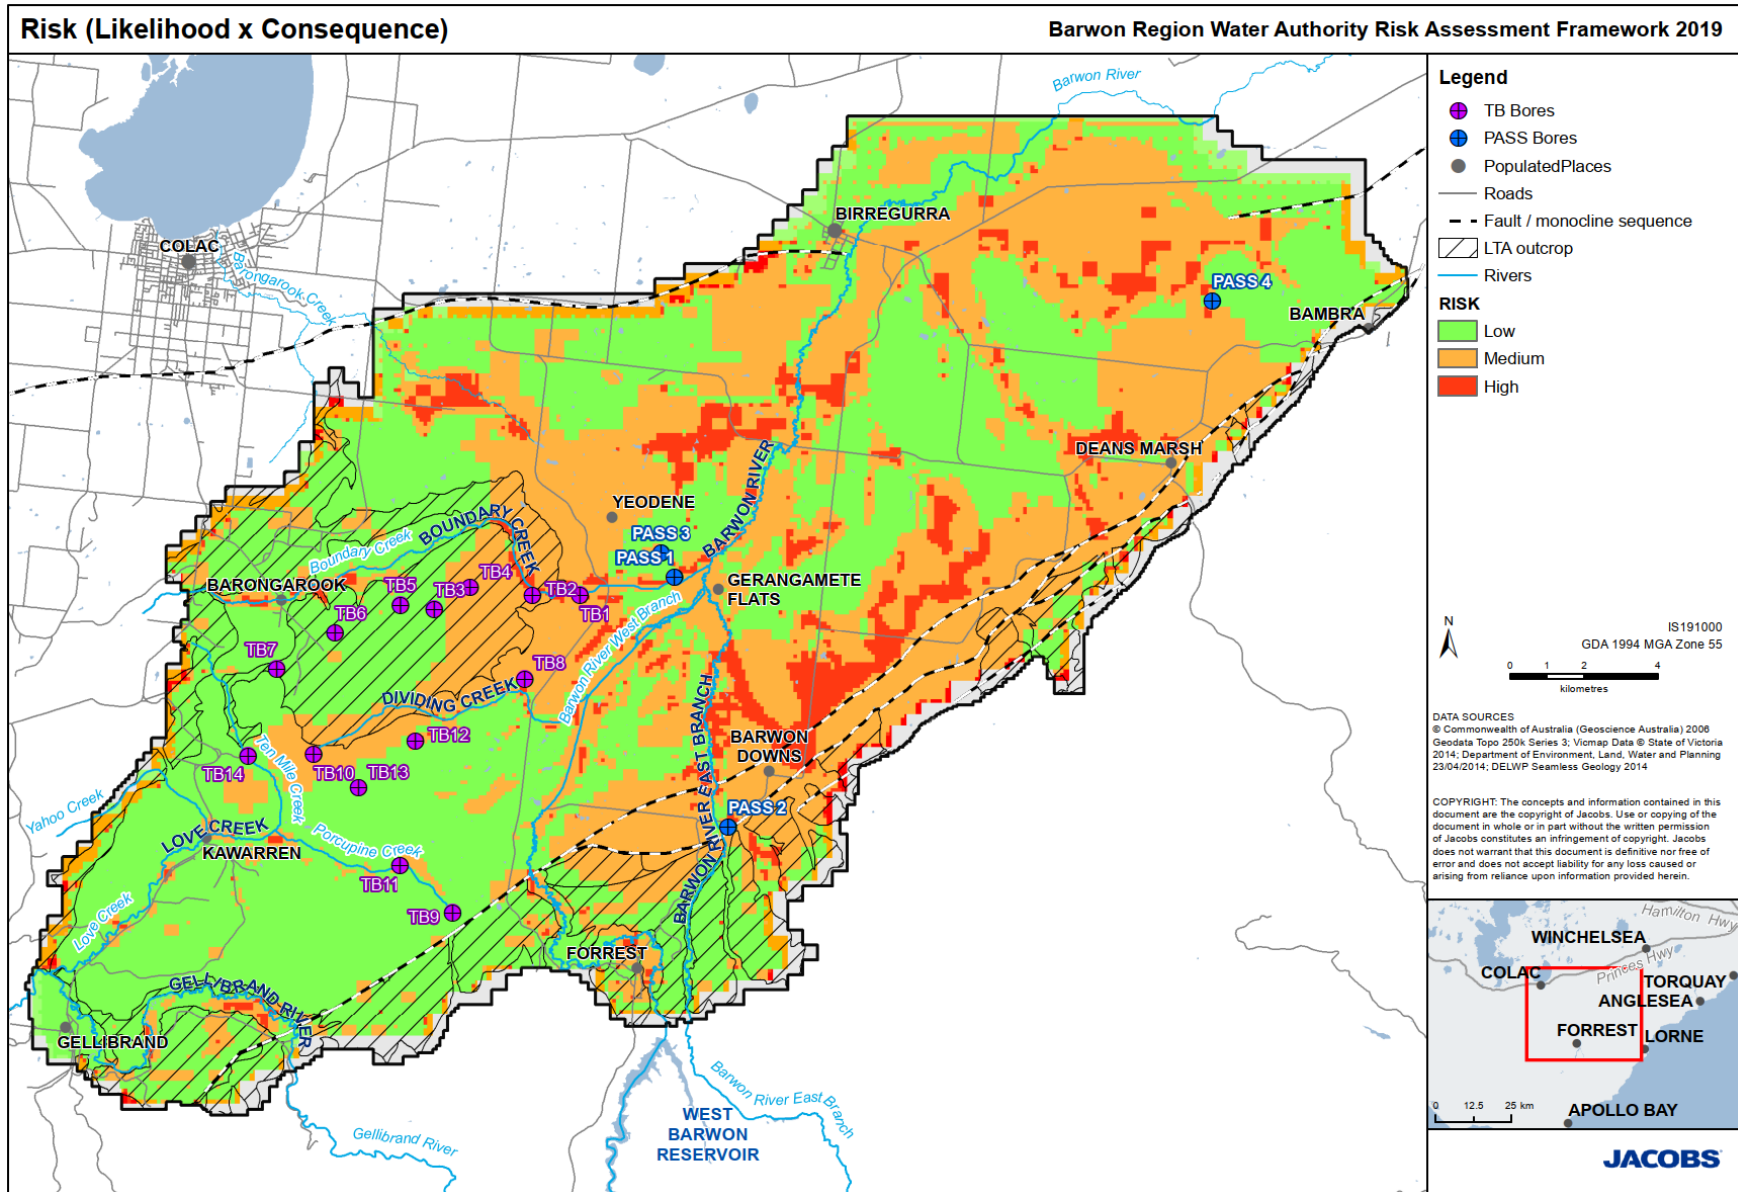 Risk (Likelihood x Consequence)
Barwon Region Water Authority Risk Assessment Framework 2019
Legend
TB Bores
PASS Bores
PopulatedPlaces
Roads
Fault / monocline sequence
LTA outcrop
Rivers
RISK
Low
Medium
High
N
IS191000
GDA 1994 MGA Zone 55
0 1 2 4
kilometres
DATA SOURCES
© Commonwealth of Australia (Geoscience Australia) 2006
Geodata Topo 250k Series 3; Vicmap Data © State of Victoria
2014; Department of Environment, Land, Water and Planning
23/04/2014; DELWP Seamless Geology 2014
COPYRIGHT: The concepts and information contained in this
document are the copyright of Jacobs. Use or copying of the
document in whole or in part without the written permission
of Jacobs constitutes an infringement of copyright. Jacobs
does not warrant that this document is definitive nor free of
error and does not accept liability for any loss caused or
arising from reliance upon information provided herein.
Hamilton Hwy
WINCHELSEA
Princes Hwy
COLAC
TORQUAY
ANGLESEA
FORREST
LORNE
0 12.5 25 km
APOLLO BAY
JACOBS
Barwon River
BIRREGURRA
COLAC
Barongarook Creek
PASS 4
BAMBRA
DEANS MARSH
BARWON RIVER
YEODENE
BOUNDARY CREEK
Boundary Creek
PASS 3
PASS 1
BARONGAROOK
GERANGAMETE
FLATS
TB5
TB3
TB4
TB2
TB1
TB6
TB7
TB8
Barwon River West Branch
DIVIDING CREEK
BARWON RIVER EAST BRANCH
BARWON
DOWNS
TB12
TB14
TB10
TB13
Ten Mile Creek
Yahoo Creek
LOVE CREEK
KAWARREN
Porcupine Creek
PASS 2
TB11
TB9
Love Creek
FORREST
GELLIBRAND RIVER
GELLIBRAND
Gellibrand River
Barwon River East Branch
WEST
BARWON
RESERVOIR